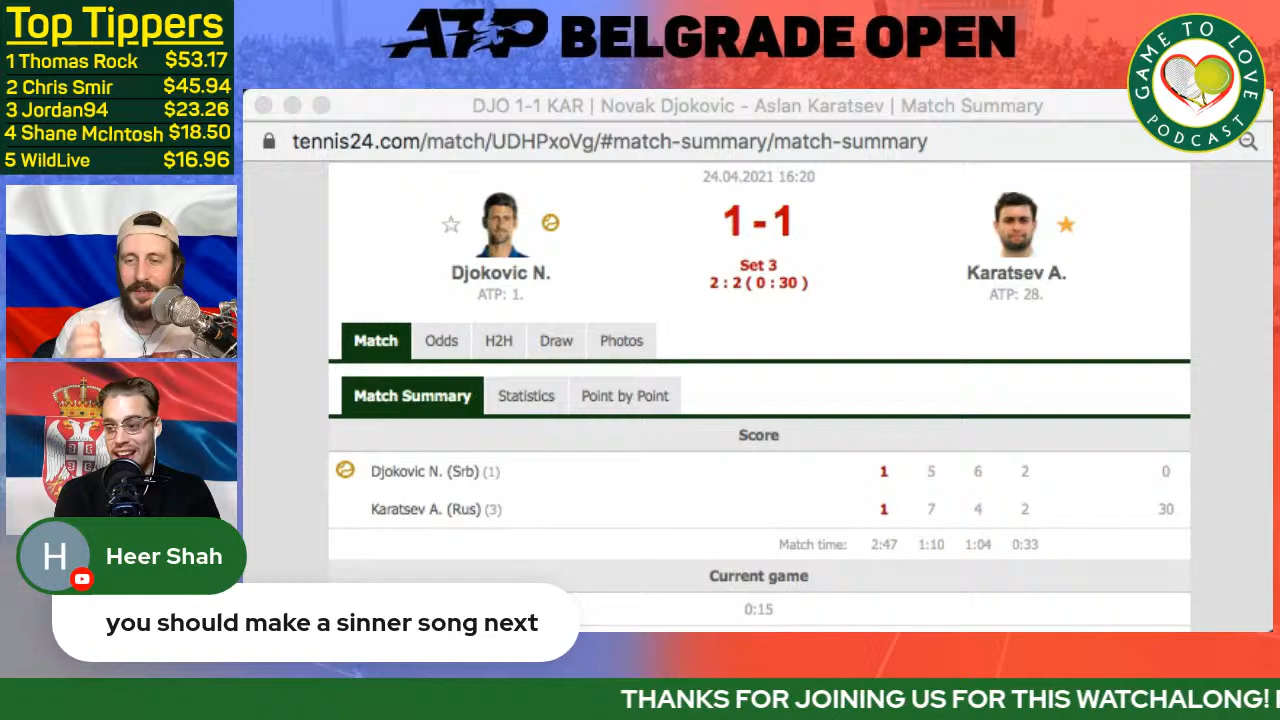 Top Tippers
1 Thomas Rock $53.17
2 Chris Smir $45.94
3 Jordan94 $23.26
4 Shane McIntosh $18.50
5 WildLive $16.96
ATP BELGRADE OPEN
GAME TO LOVE
PODCAST
DJO 1-1 KAR | Novak Djokovic - Aslan Karatsev | Match Summary
tennis24.com/match/UDHPxoVg/#match-summary/match-summary
24.04.2021 16:20
1 - 1
Set 3
2 : 2 ( 0 : 30 )
Djokovic N.
ATP: 1.
Karatsev A.
ATP: 28.
Match Odds H2H Draw Photos
Match Summary Statistics Point by Point
Score
Djokovic N. (Srb) (1) 1 5 6 2 0
Karatsev A. (Rus) (3) 1 7 4 2 30
Match time: 2:47 1:10 1:04 0:33
Current game
0:15
H Heer Shah
you should make a sinner song next
THANKS FOR JOINING US FOR THIS WATCHALONG!